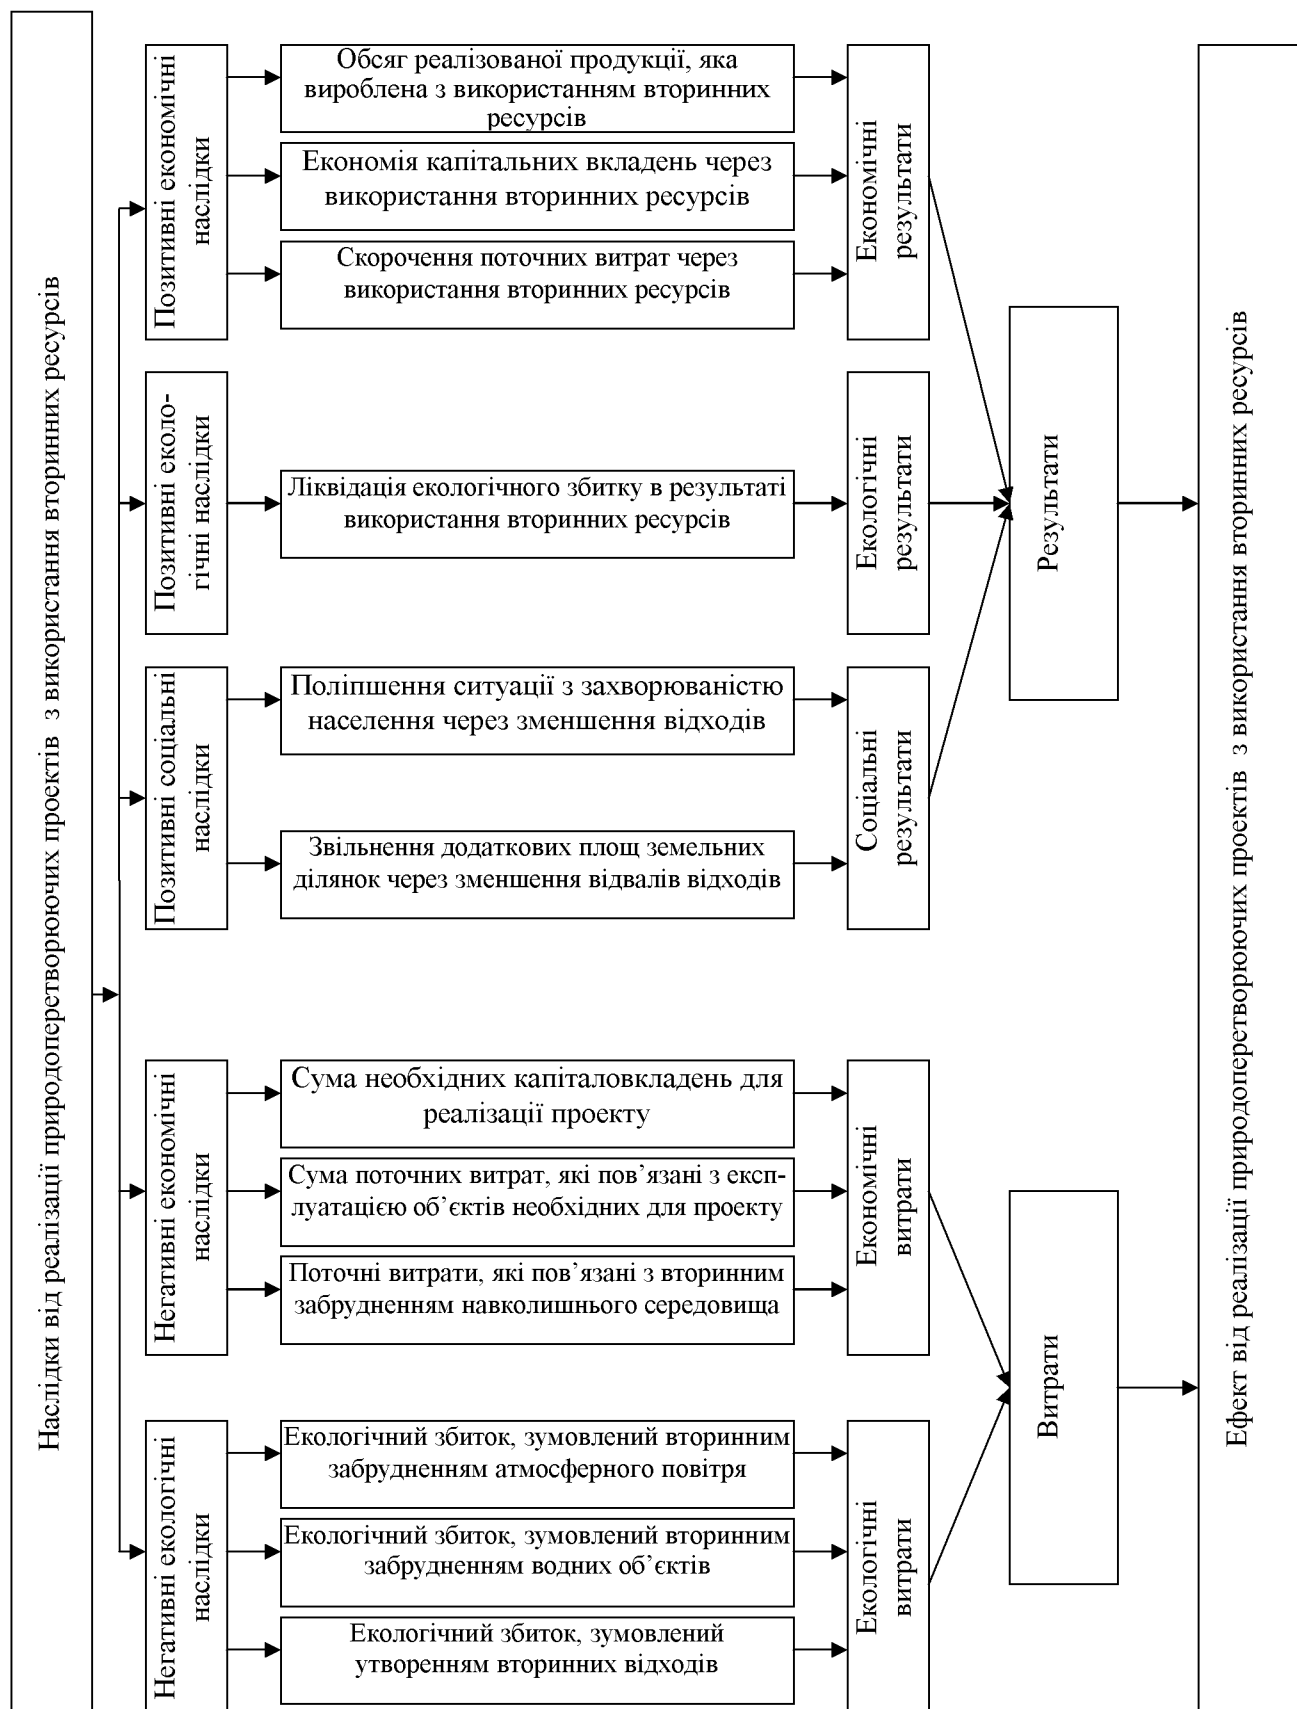 Наслідки від реалізації природоперетворюючих проектів з використання вторинних ресурсів
Позитивні економічні
наслідки
Обсяг реалізованої продукції, яка
вироблена з використанням вторинних
ресурсів
Економія капітальних вкладень через
використання вторинних ресурсів
Скорочення поточних витрат через
використання вторинних ресурсів
Економічні
результати
Позитивні еколо-
гічні наслідки
Ліквідація екологічного збитку в результаті
використання вторинних ресурсів
Екологічні
результати
Позитивні соціальні
наслідки
Поліпшення ситуації з захворюваністю
населення через зменшення відходів
Звільнення додаткових площ земельних
ділянок через зменшення відвалів відходів
Соціальні
результати
Результати
Негативні економічні
наслідки
Сума необхідних капіталовкладень для
реалізації проекту
Сума поточних витрат, які пов’язані з експ-
луатацією об’єктів необхідних для проекту
Поточні витрати, які пов’язані з вторинним
забрудненням навколишнього середовища
Економічні
витрати
Негативні екологічні
наслідки
Екологічний збиток, зумовлений вторинним
забрудненням атмосферного повітря
Екологічний збиток, зумовлений вторинним
забрудненням водних об’єктів
Екологічний збиток, зумовлений
утворенням вторинних відходів
Екологічні
витрати
Витрати
Ефект від реалізації природоперетворюючих проектів з використання вторинних ресурсів